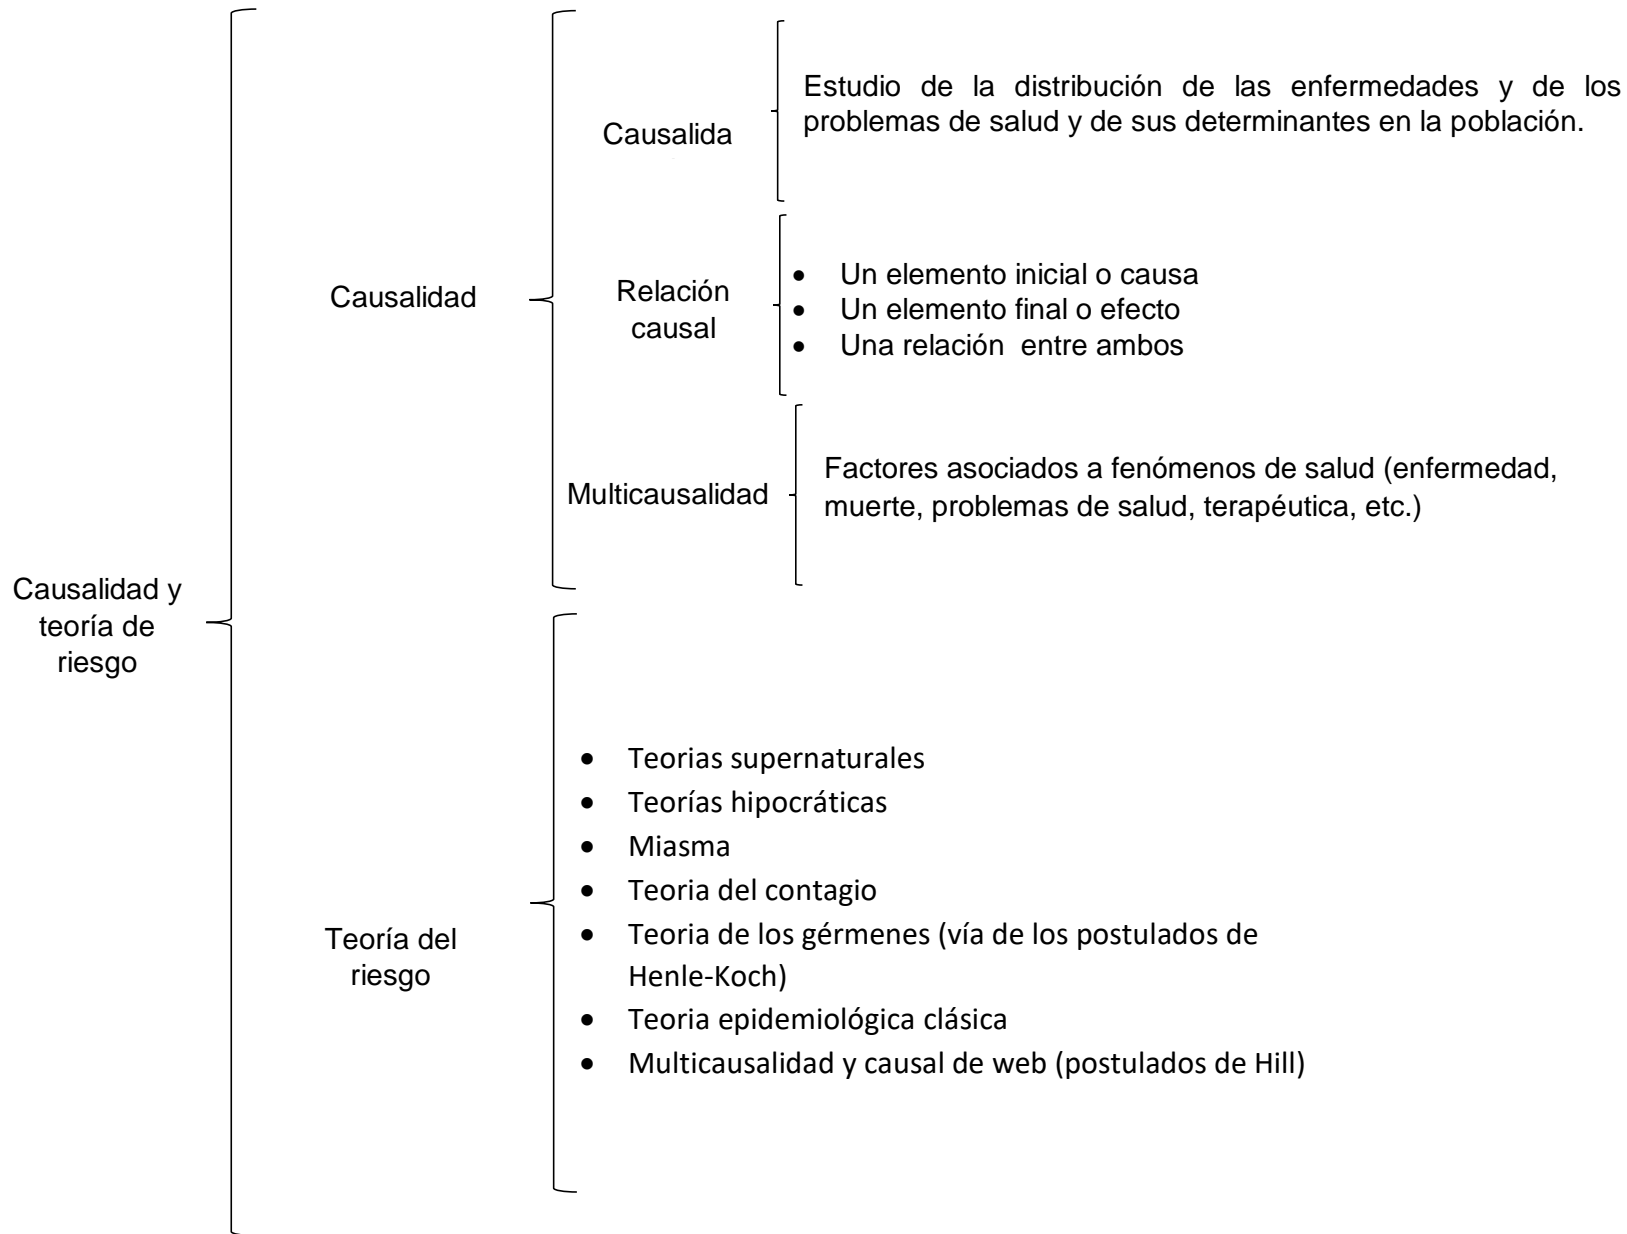 Causalidad y
teoría de
riesgo
Causalidad
Causalida
Estudio de la distribución de las enfermedades y de los
problemas de salud y de sus determinantes en la población.
Relación
causal
• Un elemento inicial o causa
• Un elemento final o efecto
• Una relación entre ambos
Multicausalidad
Factores asociados a fenómenos de salud (enfermedad,
muerte, problemas de salud, terapéutica, etc.)
Teoría del
riesgo
• Teorias supernaturales
• Teorías hipocráticas
• Miasma
• Teoria del contagio
• Teoria de los gérmenes (vía de los postulados de
Henle-Koch)
• Teoria epidemiológica clásica
• Multicausalidad y causal de web (postulados de Hill)